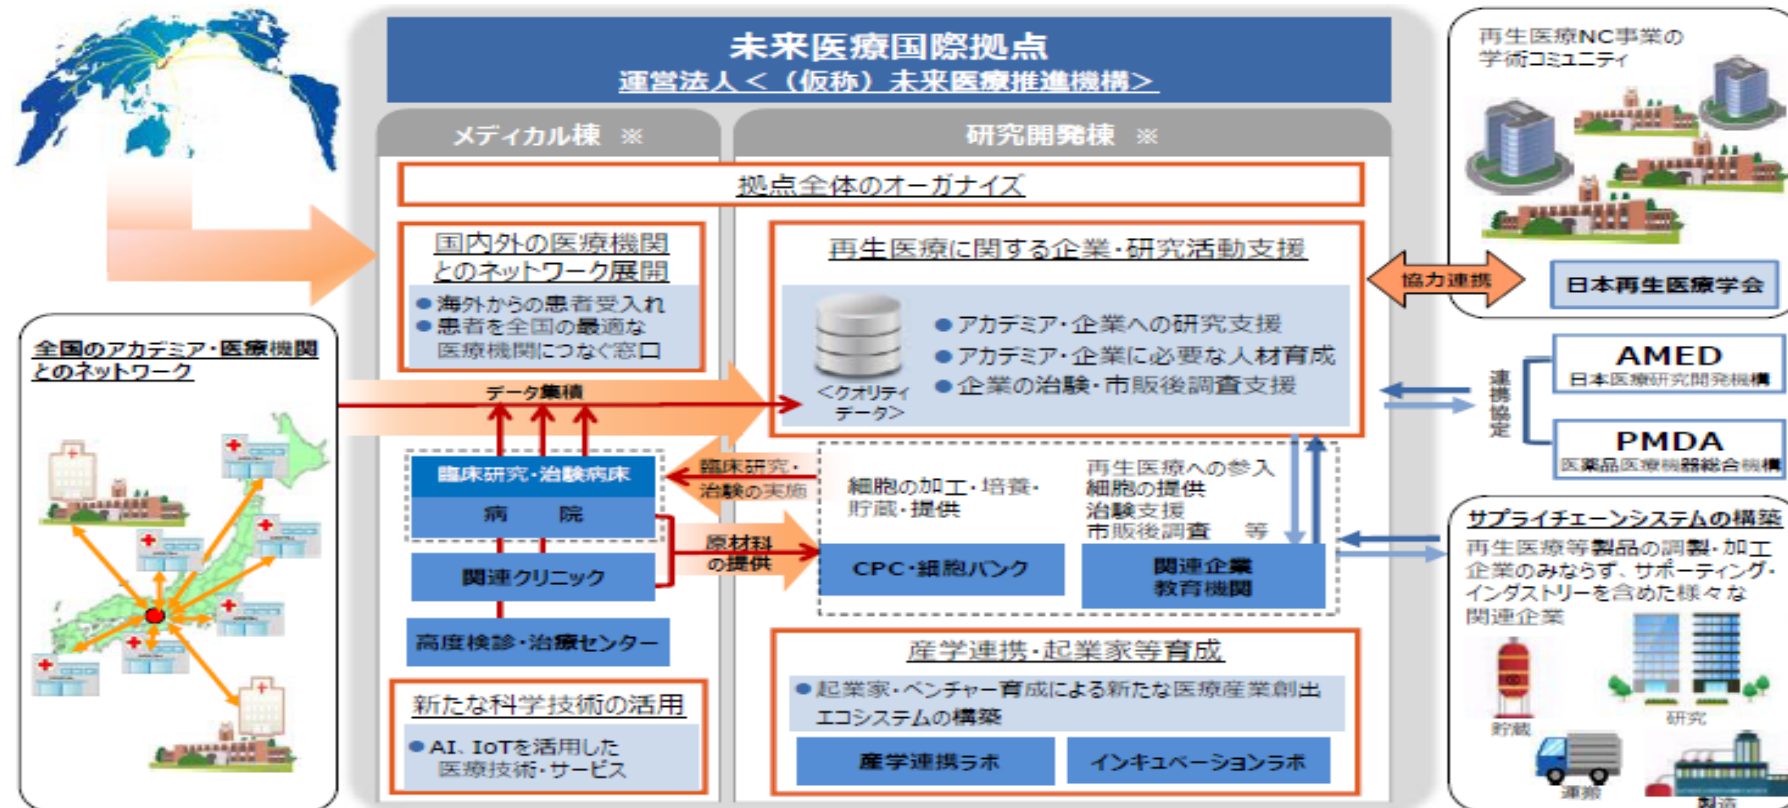 未来医療国際拠点
運営法人＜（仮称）未来医療推進機構＞
メディカル棟 ※
研究開発棟 ※
拠点全体のオーガナイズ
国内外の医療機関
とのネットワーク展開
●海外からの患者受入れ
●患者を全国の最適な
医療機関につなぐ窓口
再生医療に関する企業・研究活動支援
＜クオリティ
データ＞
●アカデミア・企業への研究支援
●アカデミア・企業に必要な人材育成
●企業の治験・市販後調査支援
協力連携
再生医療NC事業の
学術コミュニティ
日本再生医療学会
連携協定
AMED
日本医療研究開発機構
PMDA
医薬品医療機器総合機構
全国のアカデミア・医療機関
とのネットワーク
データ集積
臨床研究・治験病床
病　院
関連クリニック
高度検診・治療センター
臨床研究・
治験の実施
原材料
の提供
細胞の加工・培養・
貯蔵・提供
CPC・細胞バンク
再生医療への参入
細胞の提供
治験支援
市販後調査　等
関連企業
教育機関
サプライチェーンシステムの構築
再生医療等製品の調製・加工
企業のみならず、サポーティング・
インダストリーを含めた様々な
関連企業
貯蔵
研究
運搬
製造
新たな科学技術の活用
●AI、IoTを活用した
医療技術・サービス
産学連携・起業家等育成
●起業家・ベンチャー育成による新たな医療産業創出
エコシステムの構築
産学連携ラボ
インキュベーションラボ